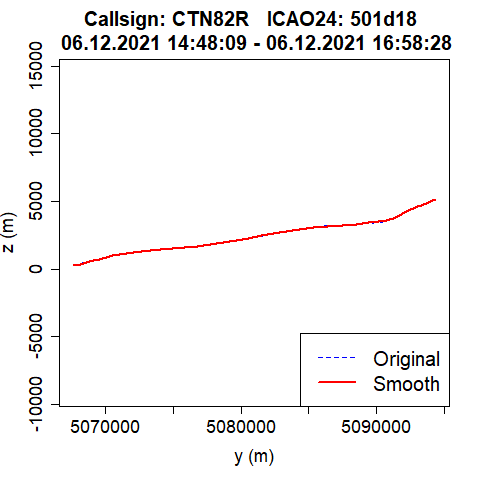 Callsign: CTN82R   ICAO24: 501d18
06.12.2021 14:48:09 - 06.12.2021 16:58:28
z (m)
15000
10000
5000
0
-5000
-10000
Original
Smooth
5070000
5080000
5090000
y (m)